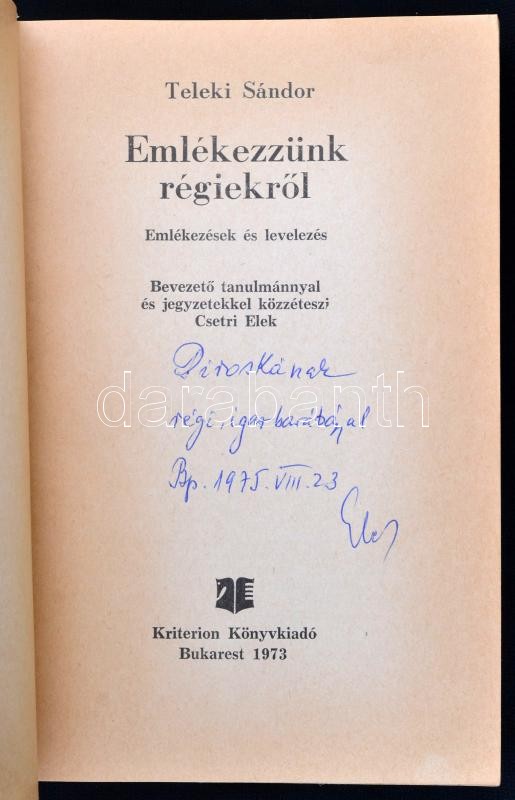 Teleki Sándor
Emlékezzünk
régiekről
Emlékezések és levelezés
Bevezető tanulmánnyal
és jegyzetekkel közzéteszi
Csetri Elek
Piroskának
darabanth
régi igaz
Bp. 1975. VIII. 23
Elek
Kriterion Könyvkiadó
Bukarest 1973